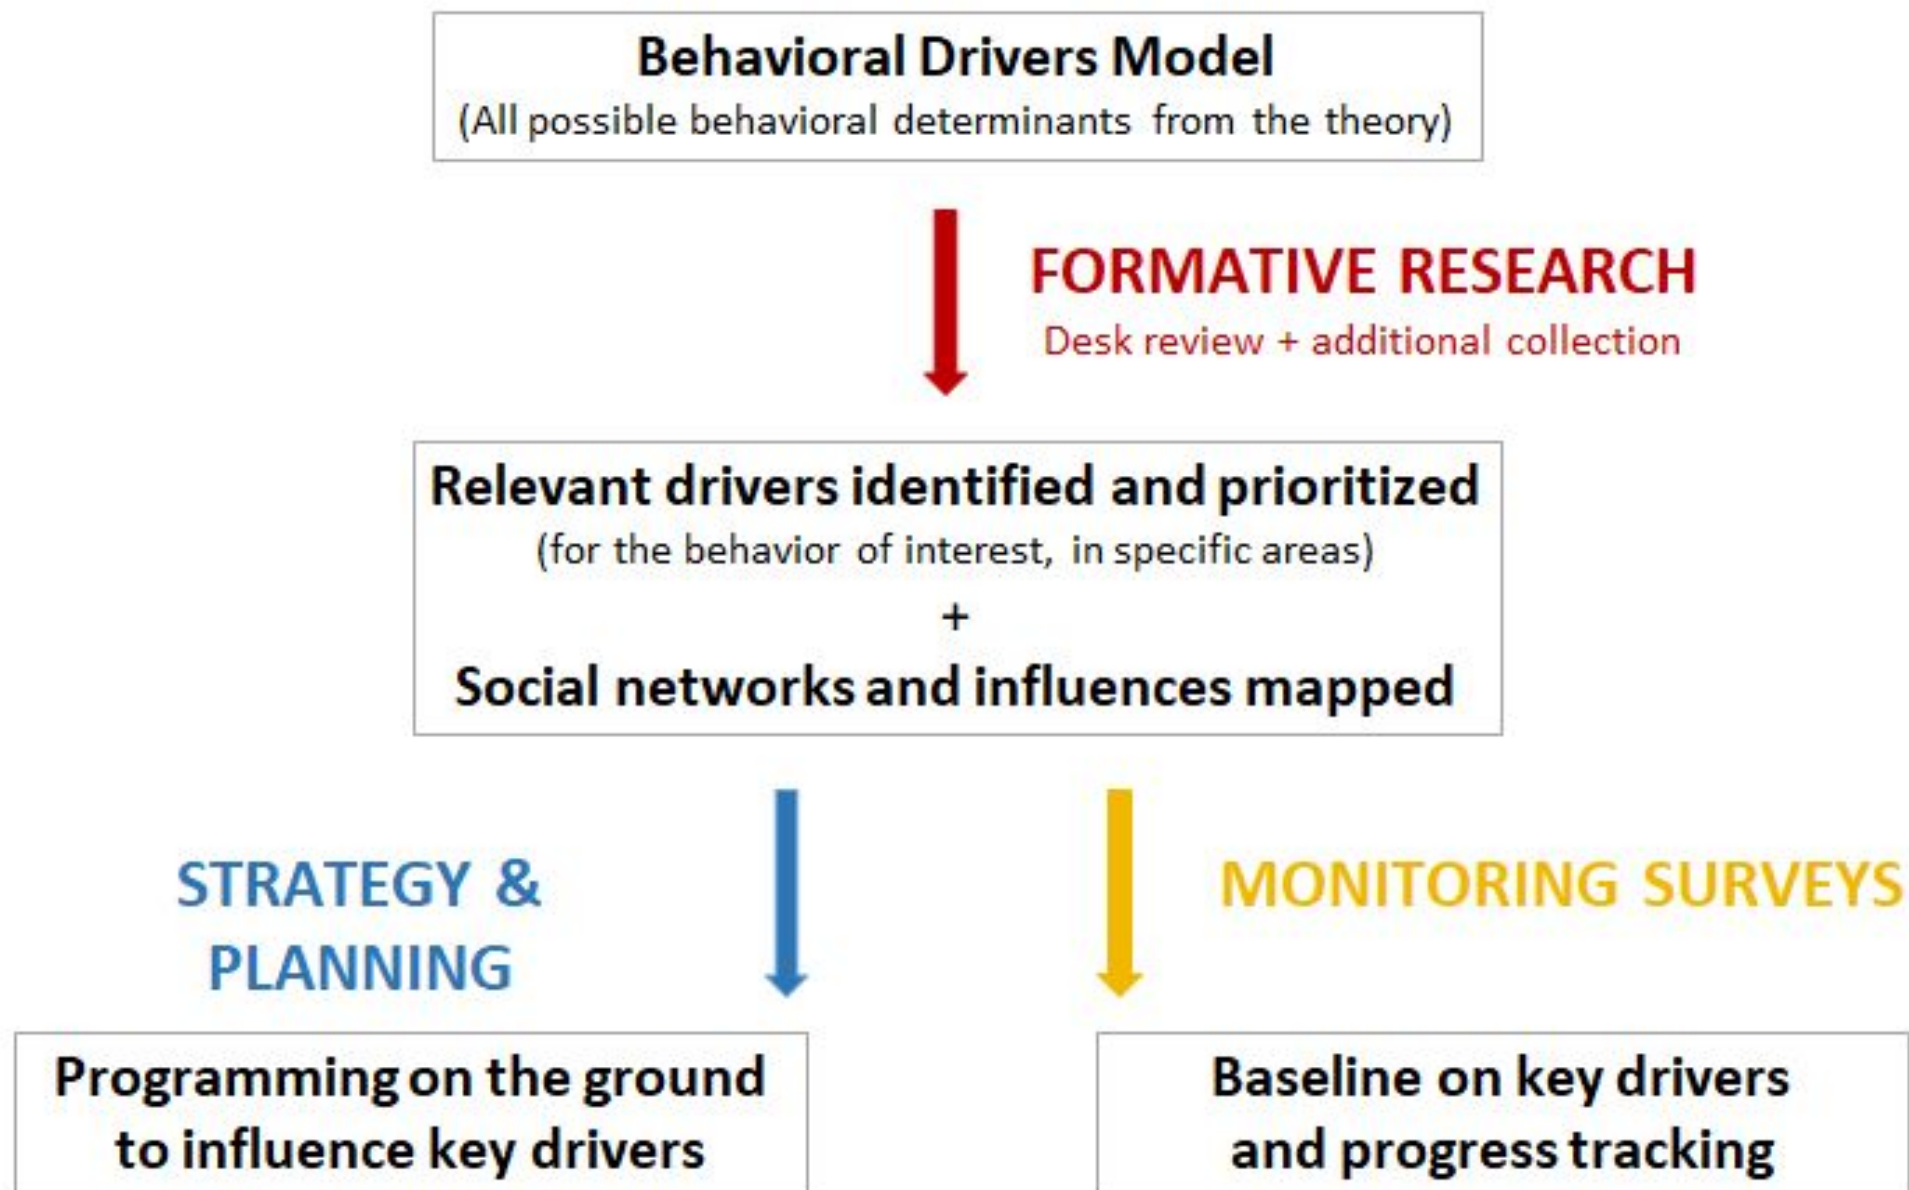 Behavioral Drivers Model
(All possible behavioral determinants from the theory)
FORMATIVE RESEARCH
Desk review + additional collection
Relevant drivers identified and prioritized
(for the behavior of interest, in specific areas)
+
Social networks and influences mapped
STRATEGY &
PLANNING
MONITORING SURVEYS
Programming on the ground
to influence key drivers
Baseline on key drivers
and progress tracking